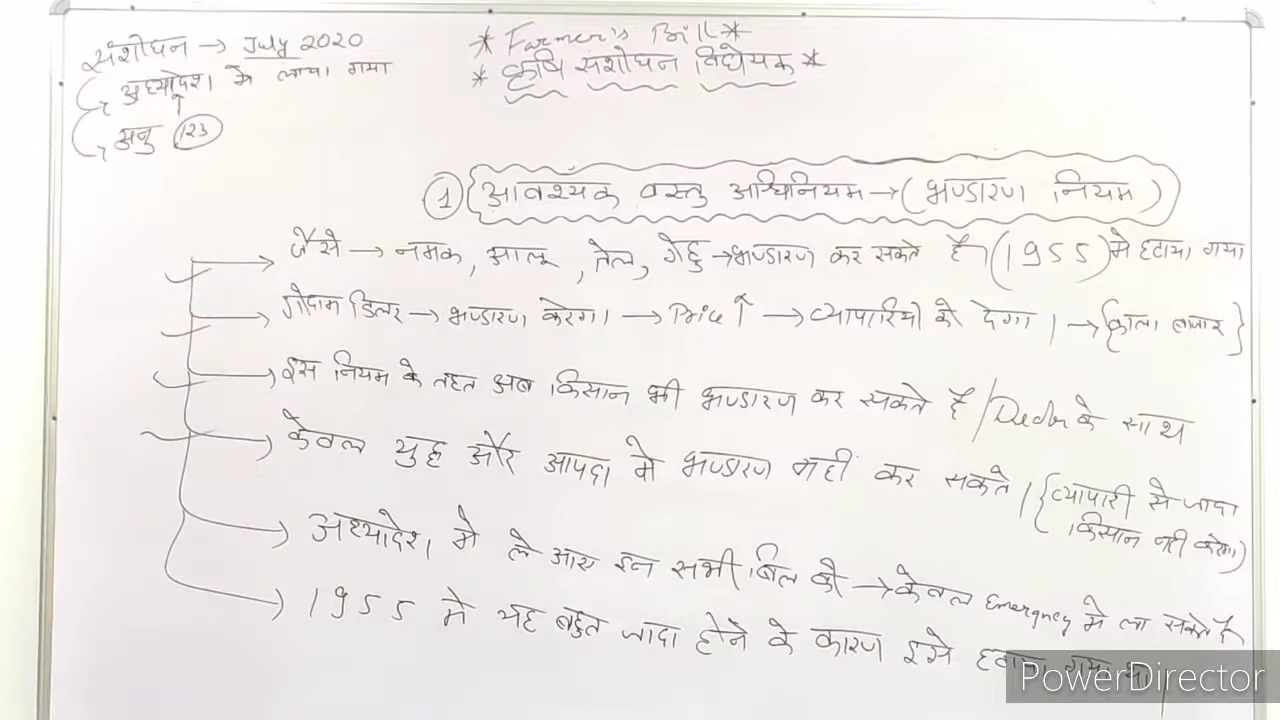 * Farmer's Bill *
* कृषि संशोधन विधेयक *
संशोधन → July 2020
अध्यादेश मे लाया गया
अनु 123
1 {आवश्यक वस्तु अधिनियम → (भण्डारण नियम)
जैसे → नमक, आलू, तेल, गेहु → भण्डारण कर सकते है (1955) मे हटाया गया
गोदाम डिलर → भण्डारण करेगा। → Price ↑ → व्यापारियो को देगा। → {काला बाजार}
इस नियम के तहत अब किसान भी भण्डारण कर सकते है / के साथ
केवल युद्ध और आपदा मे भण्डारण नही कर सकते। {व्यापारी से जादा
किसान नही करेगा)
अध्यादेश मे ले आए इन सभी बिल को → केवल Emergency मे ला सकते है
1955 मे यह बहुत जादा होने के कारण इसे हटाया गया था।
PowerDirector